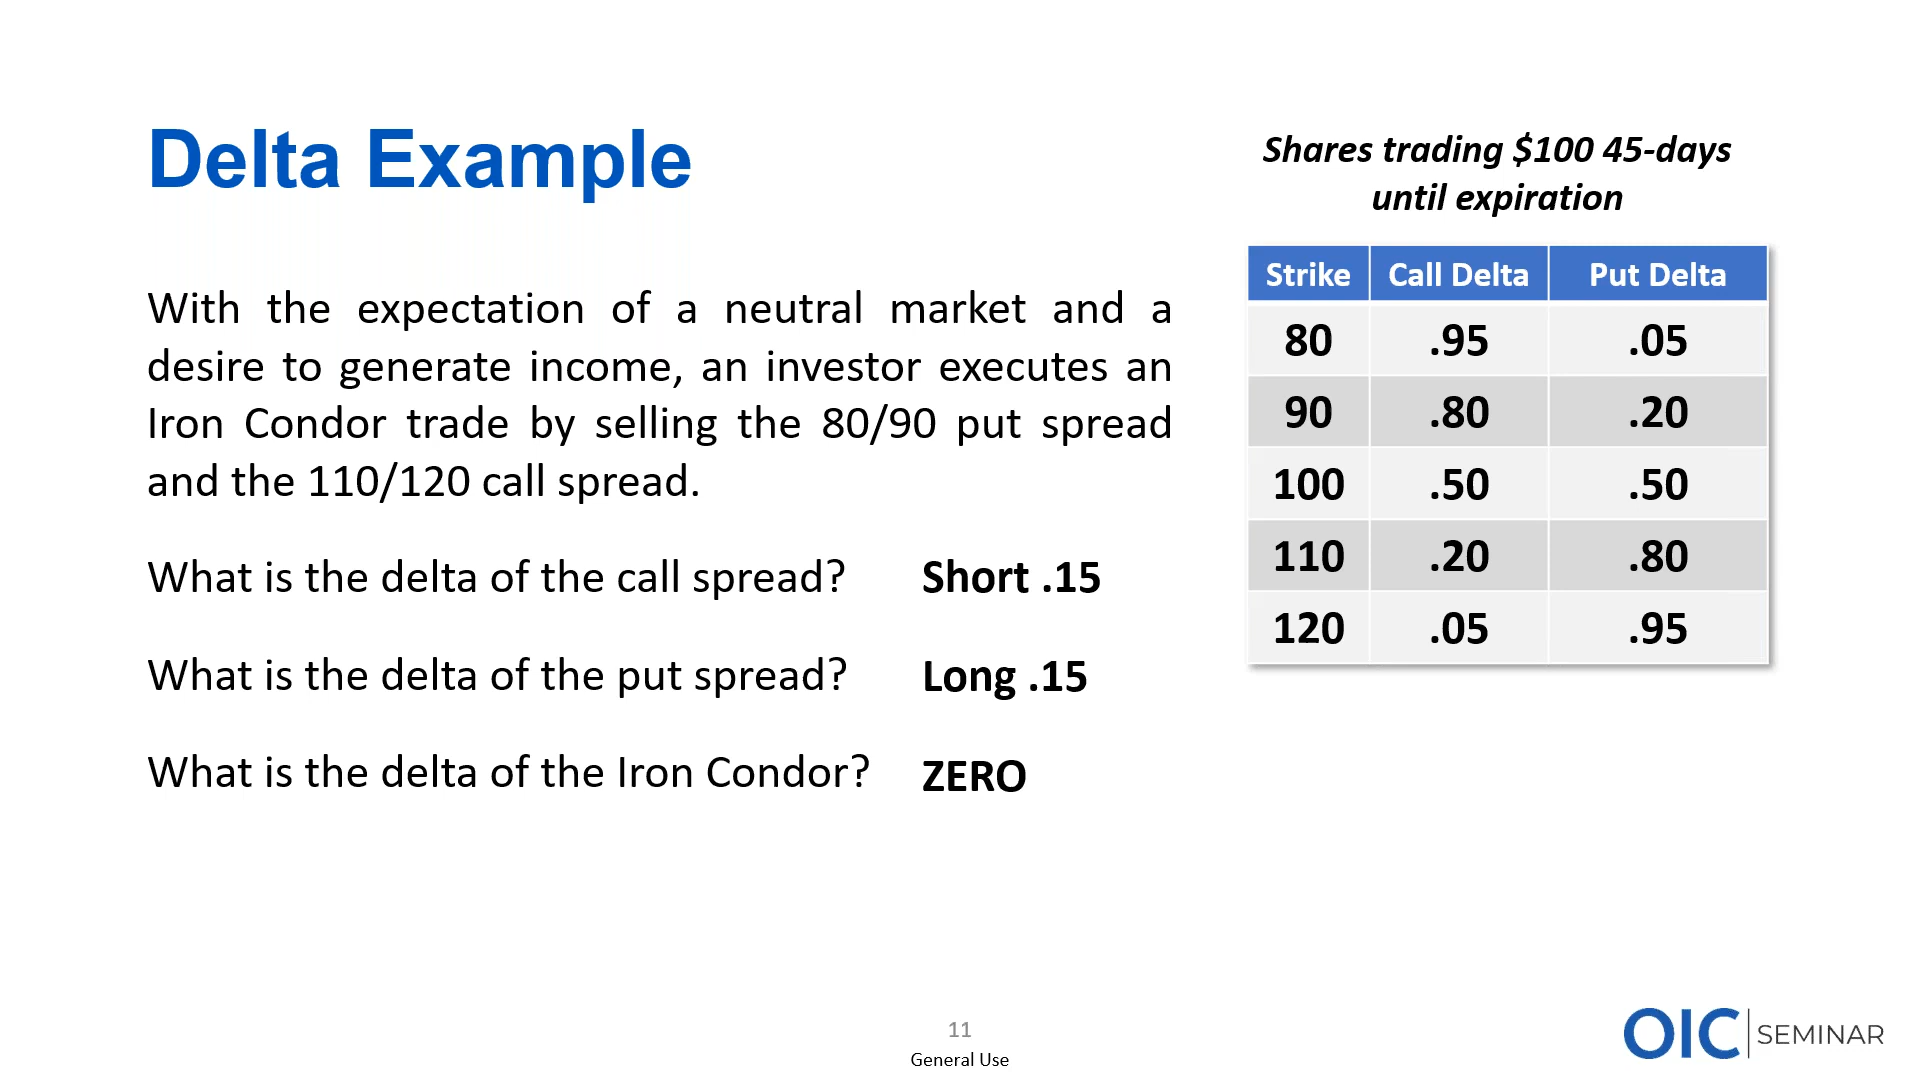 Delta Example
With the expectation of a neutral market and a
desire to generate income, an investor executes an
Iron Condor trade by selling the 80/90 put spread
and the 110/120 call spread.
What is the delta of the call spread? Short .15
What is the delta of the put spread? Long .15
What is the delta of the Iron Condor? ZERO
Shares trading $100 45-days
until expiration
Strike Call Delta Put Delta
80 .95 .05
90 .80 .20
100 .50 .50
110 .20 .80
120 .05 .95
11
General Use
OIC SEMINAR